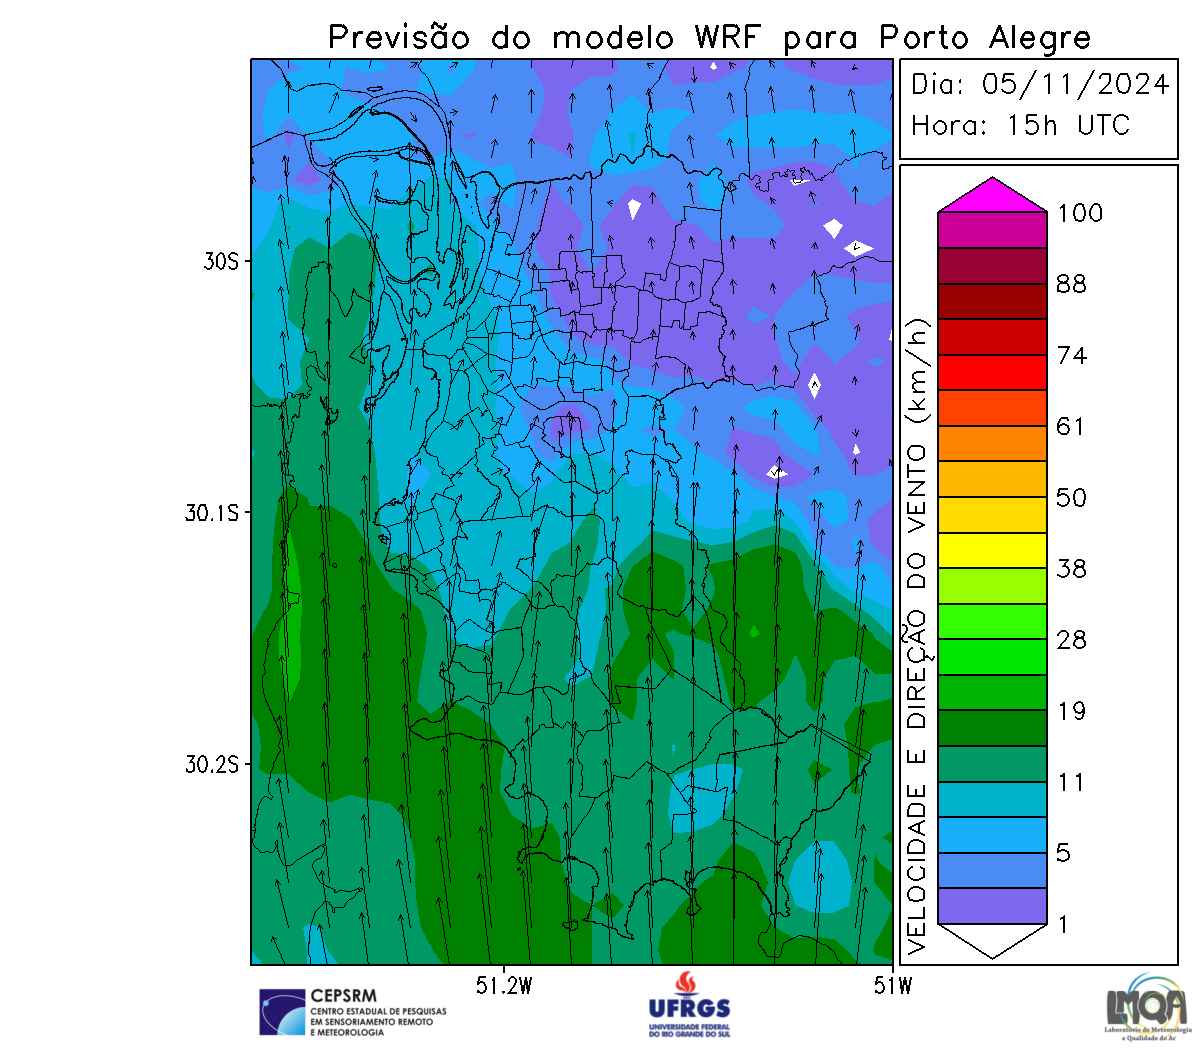 Previsão do modelo WRF para Porto Alegre
Dia: 05/11/2024
Hora: 15h UTC
30S
30.1S
30.2S
51.2W
51W
VELOCIDADE E DIREÇÃO DO VENTO (km/h)
100
88
74
61
50
38
28
19
11
5
1
CEPSRM
CENTRO ESTADUAL DE PESQUISAS
EM SENSORIAMENTO REMOTO
E METEOROLOGIA
UFRGS
UNIVERSIDADE FEDERAL
DO RIO GRANDE DO SUL
LMQA
Laboratório de Meteorologia
e Qualidade do Ar